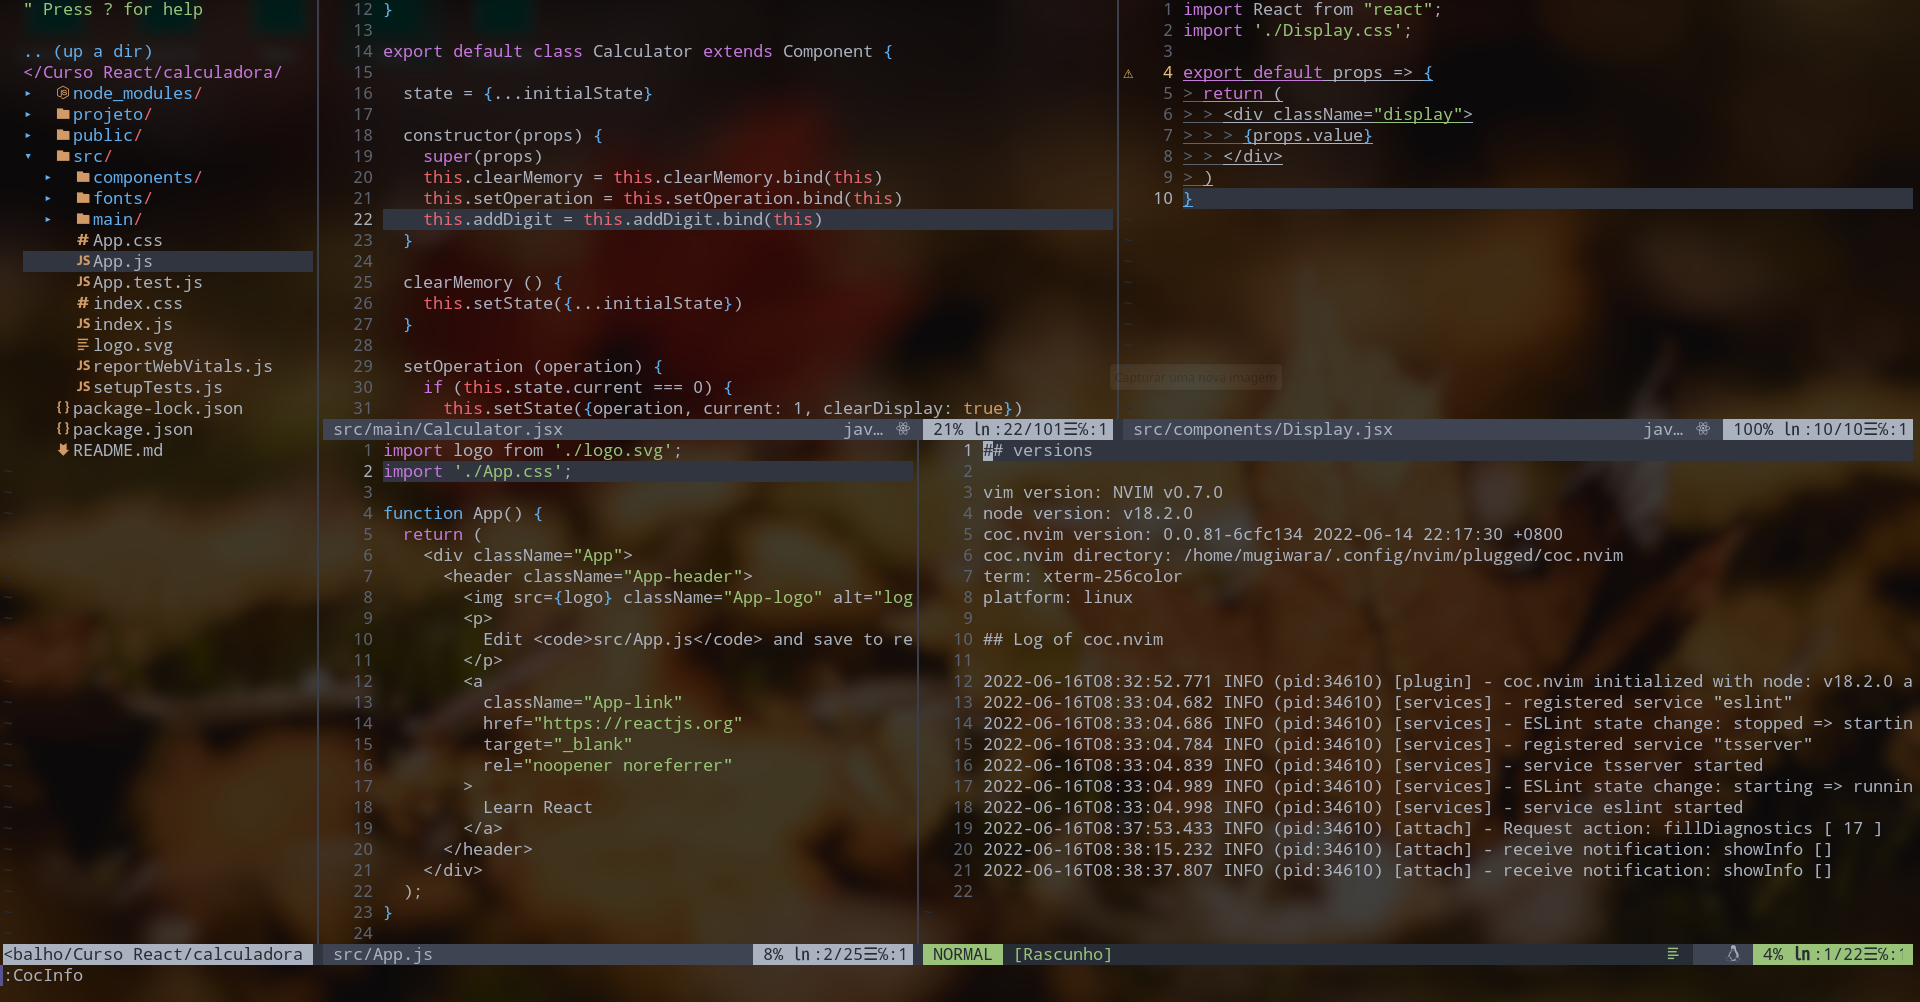 " Press ? for help
.. (up a dir)
</Curso React/calculadora/
▸ node_modules/
▸ projeto/
▸ public/
▾ src/
▸ components/
▸ fonts/
▸ main/
# App.css
JS App.js
JS App.test.js
# index.css
JS index.js
logo.svg
JS reportWebVitals.js
JS setupTests.js
{} package-lock.json
{} package.json
README.md
<balho/Curso React/calculadora
12 }
13
14 export default class Calculator extends Component {
15
16   state = {...initialState}
17
18   constructor(props) {
19     super(props)
20     this.clearMemory = this.clearMemory.bind(this)
21     this.setOperation = this.setOperation.bind(this)
22     this.addDigit = this.addDigit.bind(this)
23   }
24
25   clearMemory () {
26     this.setState({...initialState})
27   }
28
29   setOperation (operation) {
30     if (this.state.current === 0) {
31       this.setState({operation, current: 1, clearDisplay: true})
src/main/Calculator.jsx jav… 21% ln :22/101☰℅:1
1 import React from "react";
2 import './Display.css';
3
⚠ 4 export default props => {
5 > return (
6 > > <div className="display">
7 > > > {props.value}
8 > > </div>
9 > )
10 }
Capturar uma nova imagem
src/components/Display.jsx jav… 100% ln :10/10☰℅:1
1 import logo from './logo.svg';
2 import './App.css';
3
4 function App() {
5   return (
6     <div className="App">
7       <header className="App-header">
8         <img src={logo} className="App-logo" alt="log
9         <p>
10           Edit <code>src/App.js</code> and save to re
11         </p>
12         <a
13           className="App-link"
14           href="https://reactjs.org"
15           target="_blank"
16           rel="noopener noreferrer"
17         >
18           Learn React
19         </a>
20       </header>
21     </div>
22   );
23 }
24
src/App.js 8% ln :2/25☰℅:1
1 ## versions
2
3 vim version: NVIM v0.7.0
4 node version: v18.2.0
5 coc.nvim version: 0.0.81-6cfc134 2022-06-14 22:17:30 +0800
6 coc.nvim directory: /home/mugiwara/.config/nvim/plugged/coc.nvim
7 term: xterm-256color
8 platform: linux
9
10 ## Log of coc.nvim
11
12 2022-06-16T08:32:52.771 INFO (pid:34610) [plugin] - coc.nvim initialized with node: v18.2.0 a
13 2022-06-16T08:33:04.682 INFO (pid:34610) [services] - registered service "eslint"
14 2022-06-16T08:33:04.686 INFO (pid:34610) [services] - ESLint state change: stopped => startin
15 2022-06-16T08:33:04.784 INFO (pid:34610) [services] - registered service "tsserver"
16 2022-06-16T08:33:04.839 INFO (pid:34610) [services] - service tsserver started
17 2022-06-16T08:33:04.989 INFO (pid:34610) [services] - ESLint state change: starting => runnin
18 2022-06-16T08:33:04.998 INFO (pid:34610) [services] - service eslint started
19 2022-06-16T08:37:53.433 INFO (pid:34610) [attach] - Request action: fillDiagnostics [ 17 ]
20 2022-06-16T08:38:15.232 INFO (pid:34610) [attach] - receive notification: showInfo []
21 2022-06-16T08:38:37.807 INFO (pid:34610) [attach] - receive notification: showInfo []
22
NORMAL [Rascunho] 4% ln :1/22☰℅:1
:CocInfo